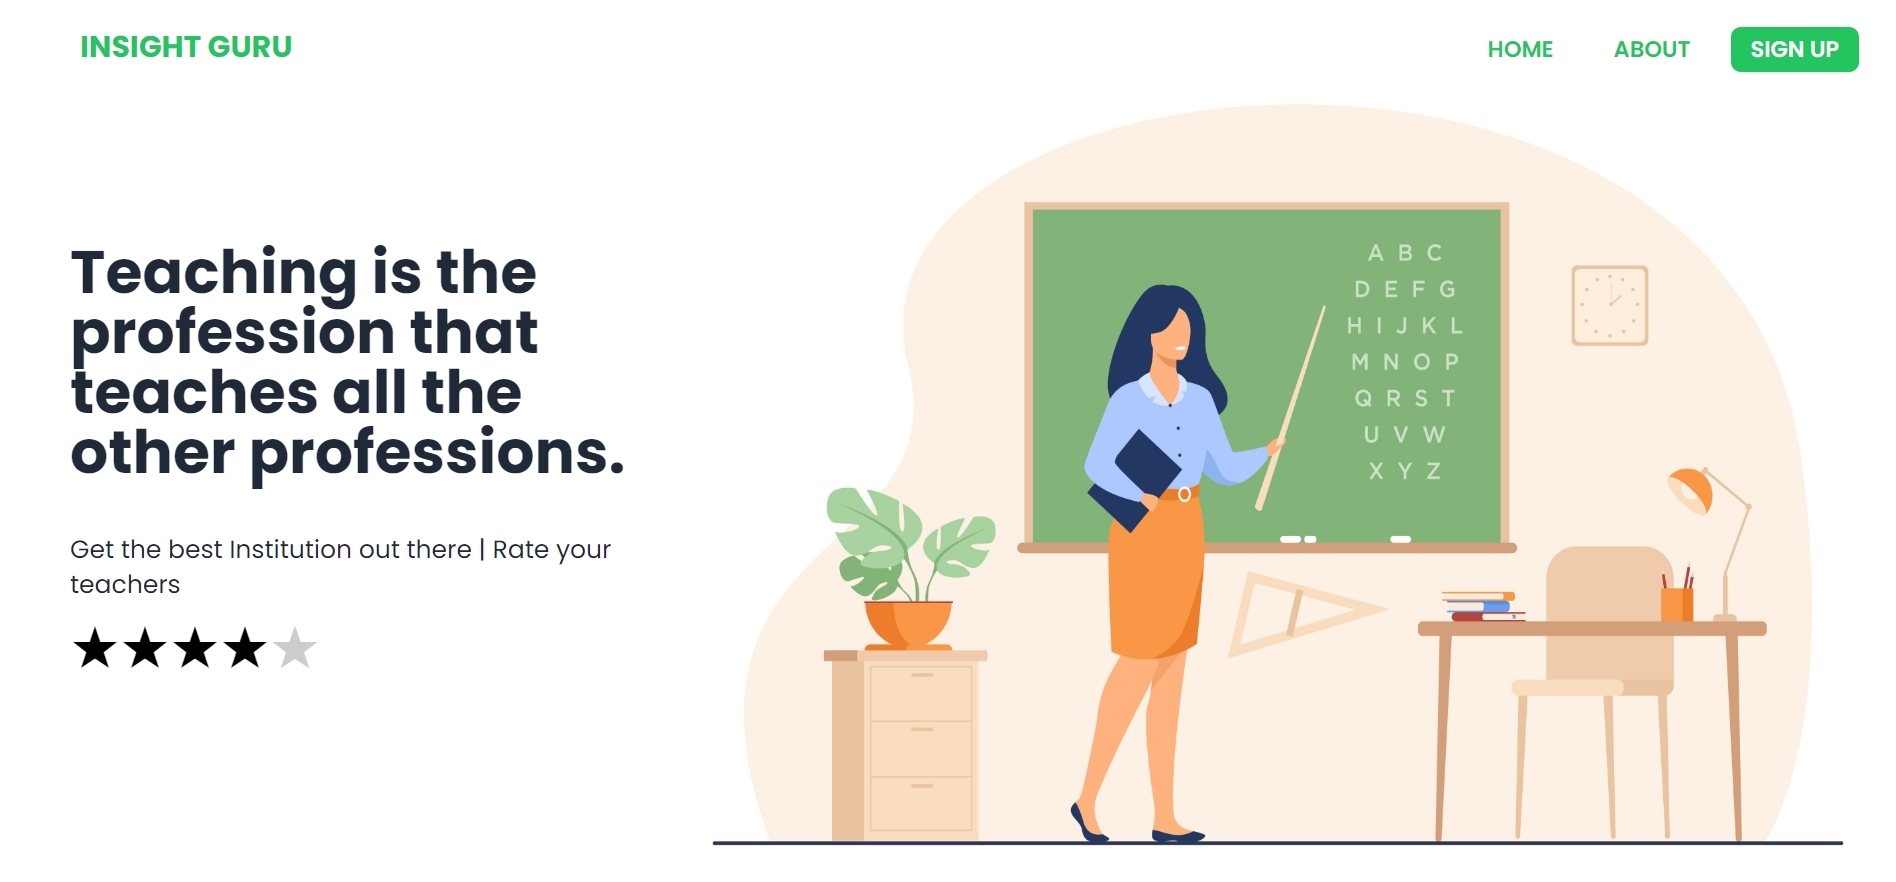 INSIGHT GURU
HOME ABOUT SIGN UP
Teaching is the
profession that
teaches all the
other professions.
Get the best Institution out there | Rate your
teachers
A B C
D E F G
H I J K L
M N O P
Q R S T
U V W
X Y Z